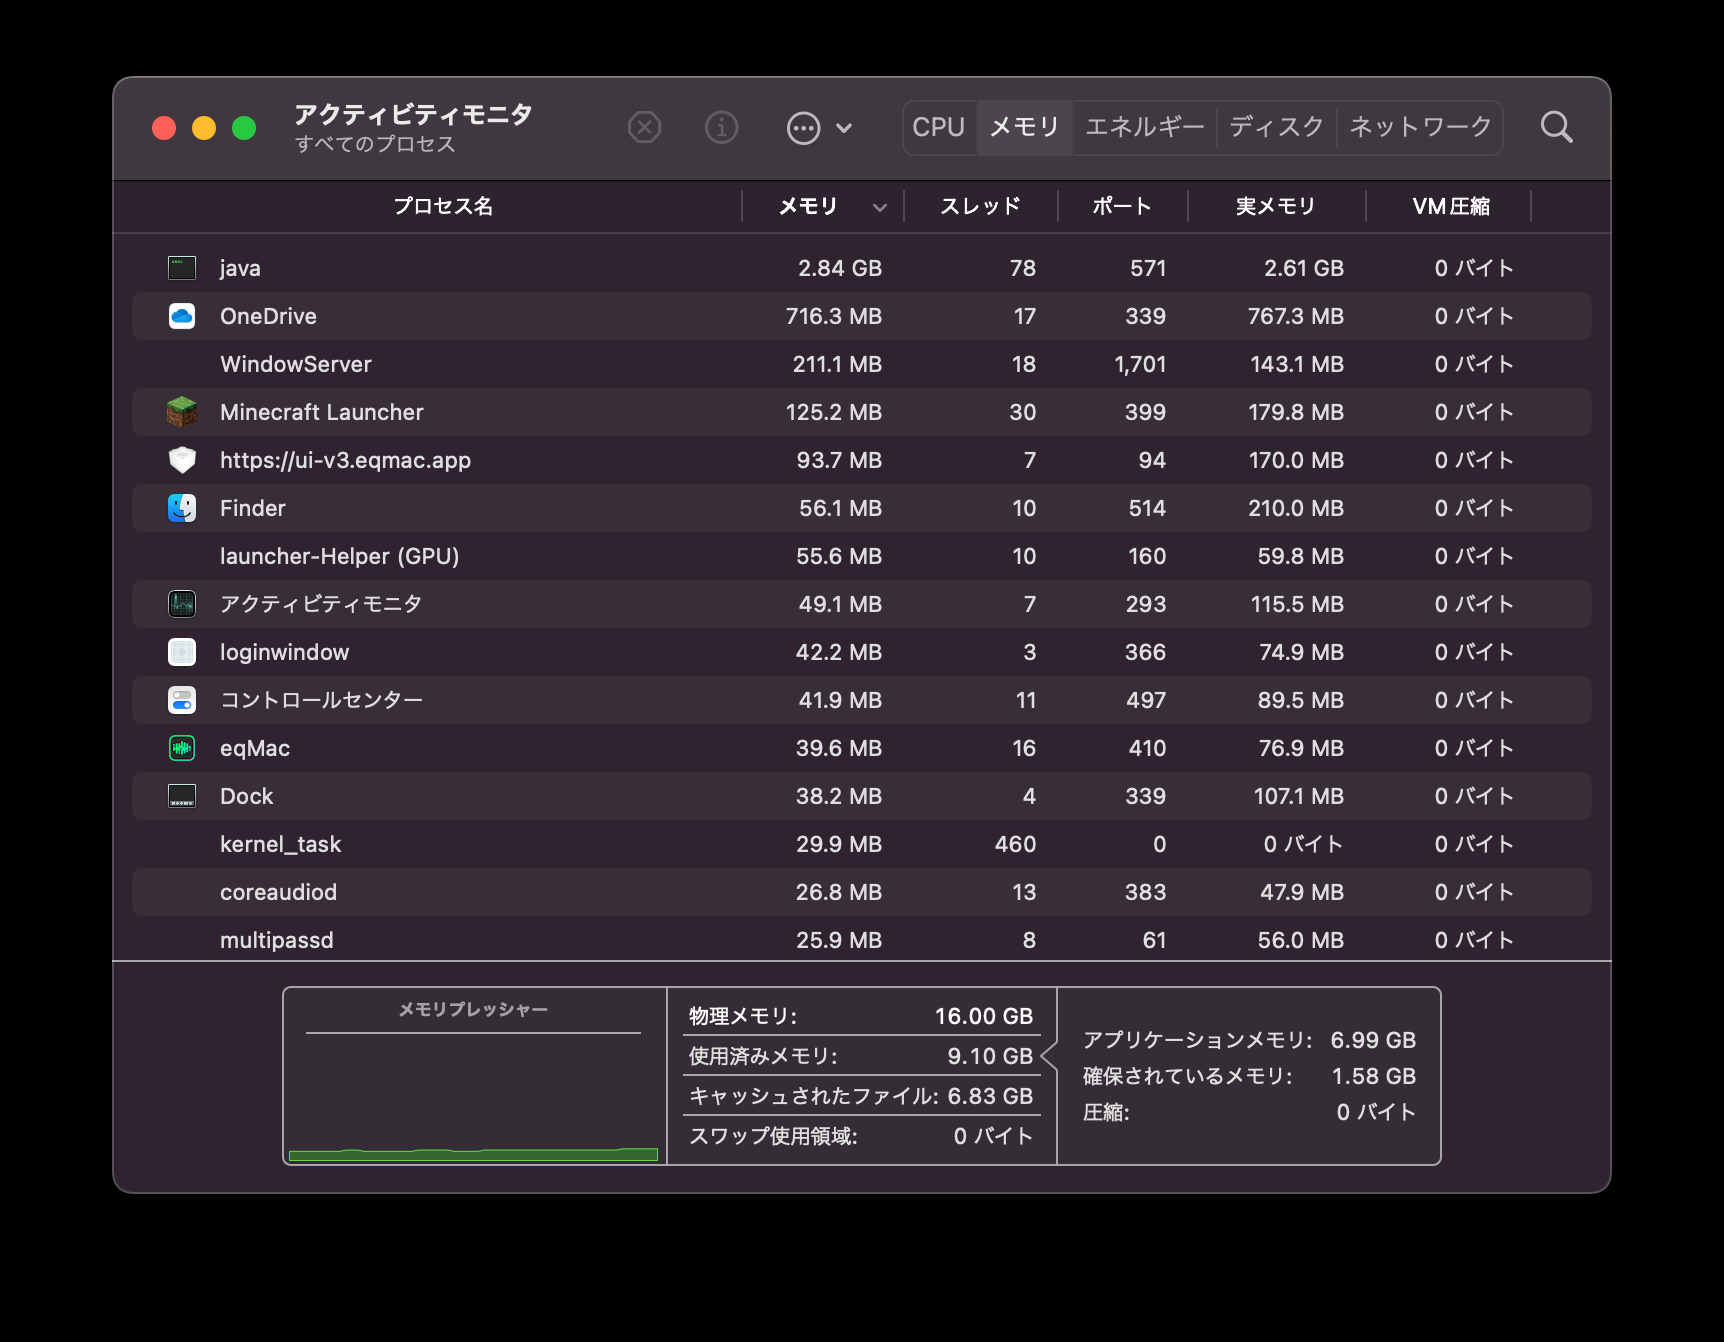 アクティビティモニタ
すべてのプロセス
CPU メモリ エネルギー ディスク ネットワーク
プロセス名 メモリ スレッド ポート 実メモリ VM圧縮
java 2.84 GB 78 571 2.61 GB 0 バイト
OneDrive 716.3 MB 17 339 767.3 MB 0 バイト
WindowServer 211.1 MB 18 1,701 143.1 MB 0 バイト
Minecraft Launcher 125.2 MB 30 399 179.8 MB 0 バイト
https://ui-v3.eqmac.app 93.7 MB 7 94 170.0 MB 0 バイト
Finder 56.1 MB 10 514 210.0 MB 0 バイト
launcher-Helper (GPU) 55.6 MB 10 160 59.8 MB 0 バイト
アクティビティモニタ 49.1 MB 7 293 115.5 MB 0 バイト
loginwindow 42.2 MB 3 366 74.9 MB 0 バイト
コントロールセンター 41.9 MB 11 497 89.5 MB 0 バイト
eqMac 39.6 MB 16 410 76.9 MB 0 バイト
Dock 38.2 MB 4 339 107.1 MB 0 バイト
kernel_task 29.9 MB 460 0 0 バイト 0 バイト
coreaudiod 26.8 MB 13 383 47.9 MB 0 バイト
multipassd 25.9 MB 8 61 56.0 MB 0 バイト
メモリプレッシャー
物理メモリ: 16.00 GB
使用済みメモリ: 9.10 GB
キャッシュされたファイル: 6.83 GB
スワップ使用領域: 0 バイト
アプリケーションメモリ: 6.99 GB
確保されているメモリ: 1.58 GB
圧縮: 0 バイト